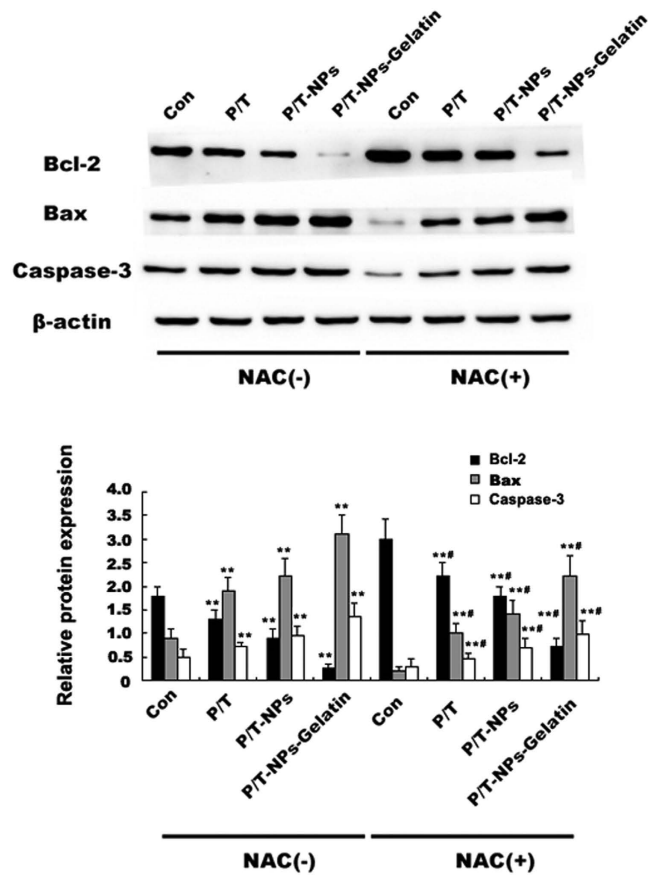 Con P/T P/T-NPs P/T-NPs-Gelatin Con P/T P/T-NPs P/T-NPs-Gelatin
Bcl-2
Bax
Caspase-3
β-actin
NAC(-) NAC(+)
Relative protein expression
Bcl-2
Bax
Caspase-3
4.0
3.5
3.0
2.5
2.0
1.5
1.0
0.5
0
** ** ** ** ** ** ** ** ** **# **# **# **# **# **# **# **# **#
Con P/T P/T-NPs P/T-NPs-Gelatin Con P/T P/T-NPs P/T-NPs-Gelatin
NAC(-) NAC(+)